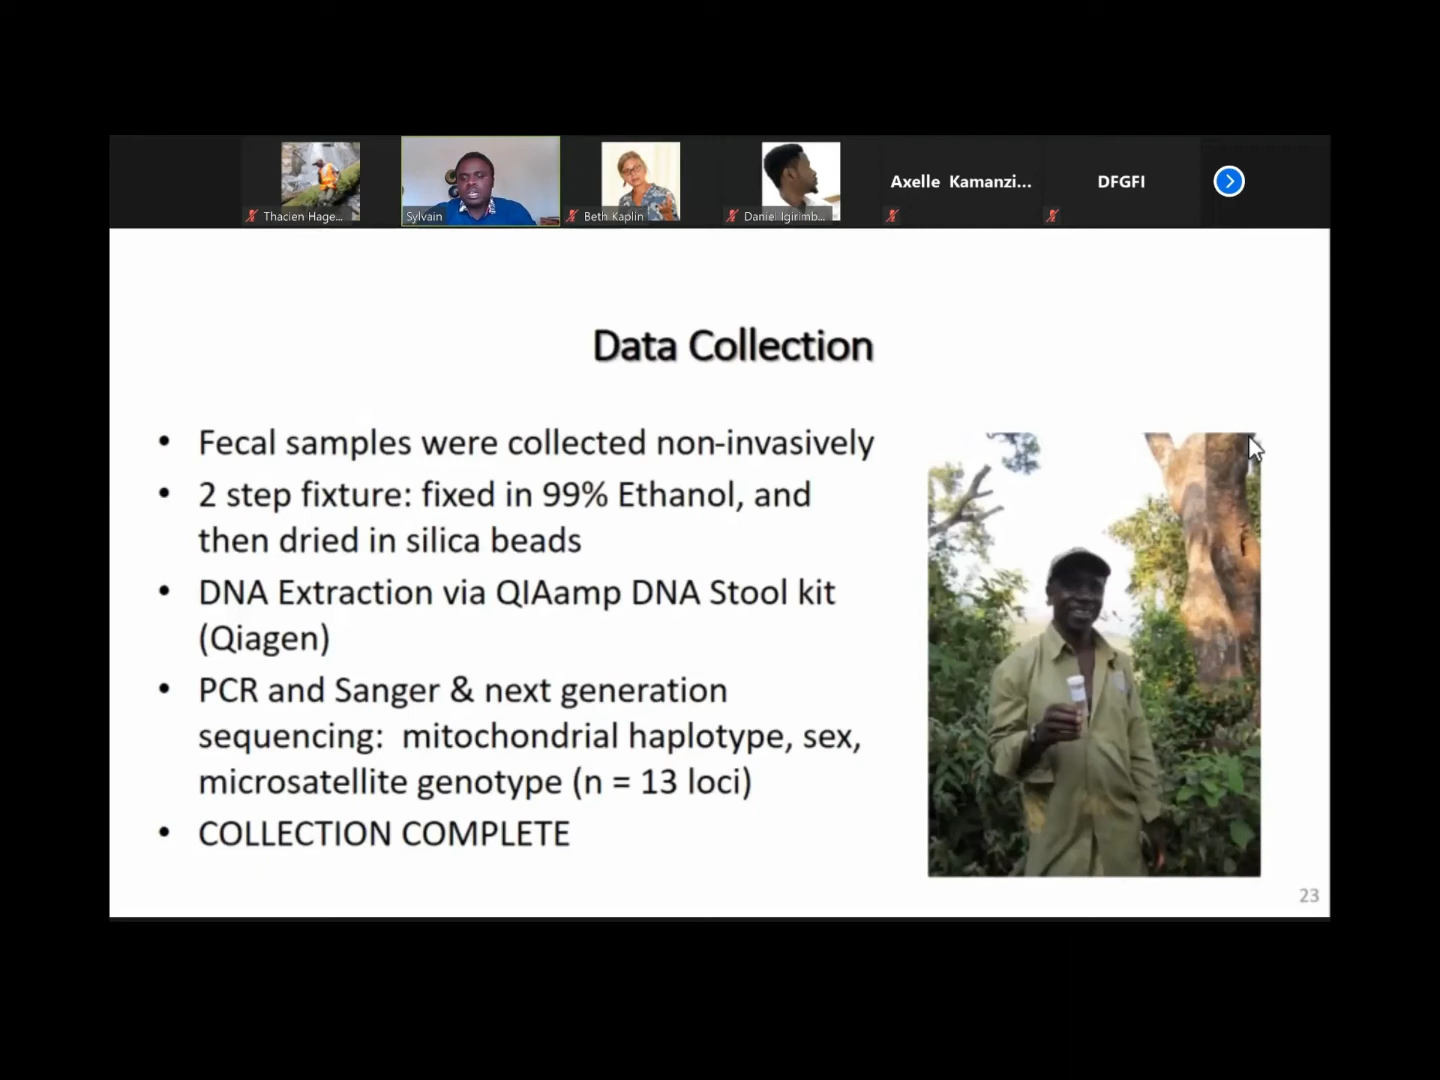 Thacien Hage...
Sylvain
Beth Kaplin
Daniel Igirimb...
Axelle Kamanzi...
DFGFI
Data Collection
• Fecal samples were collected non-invasively
• 2 step fixture: fixed in 99% Ethanol, and
then dried in silica beads
• DNA Extraction via QIAamp DNA Stool kit
(Qiagen)
• PCR and Sanger & next generation
sequencing: mitochondrial haplotype, sex,
microsatellite genotype (n = 13 loci)
• COLLECTION COMPLETE
23